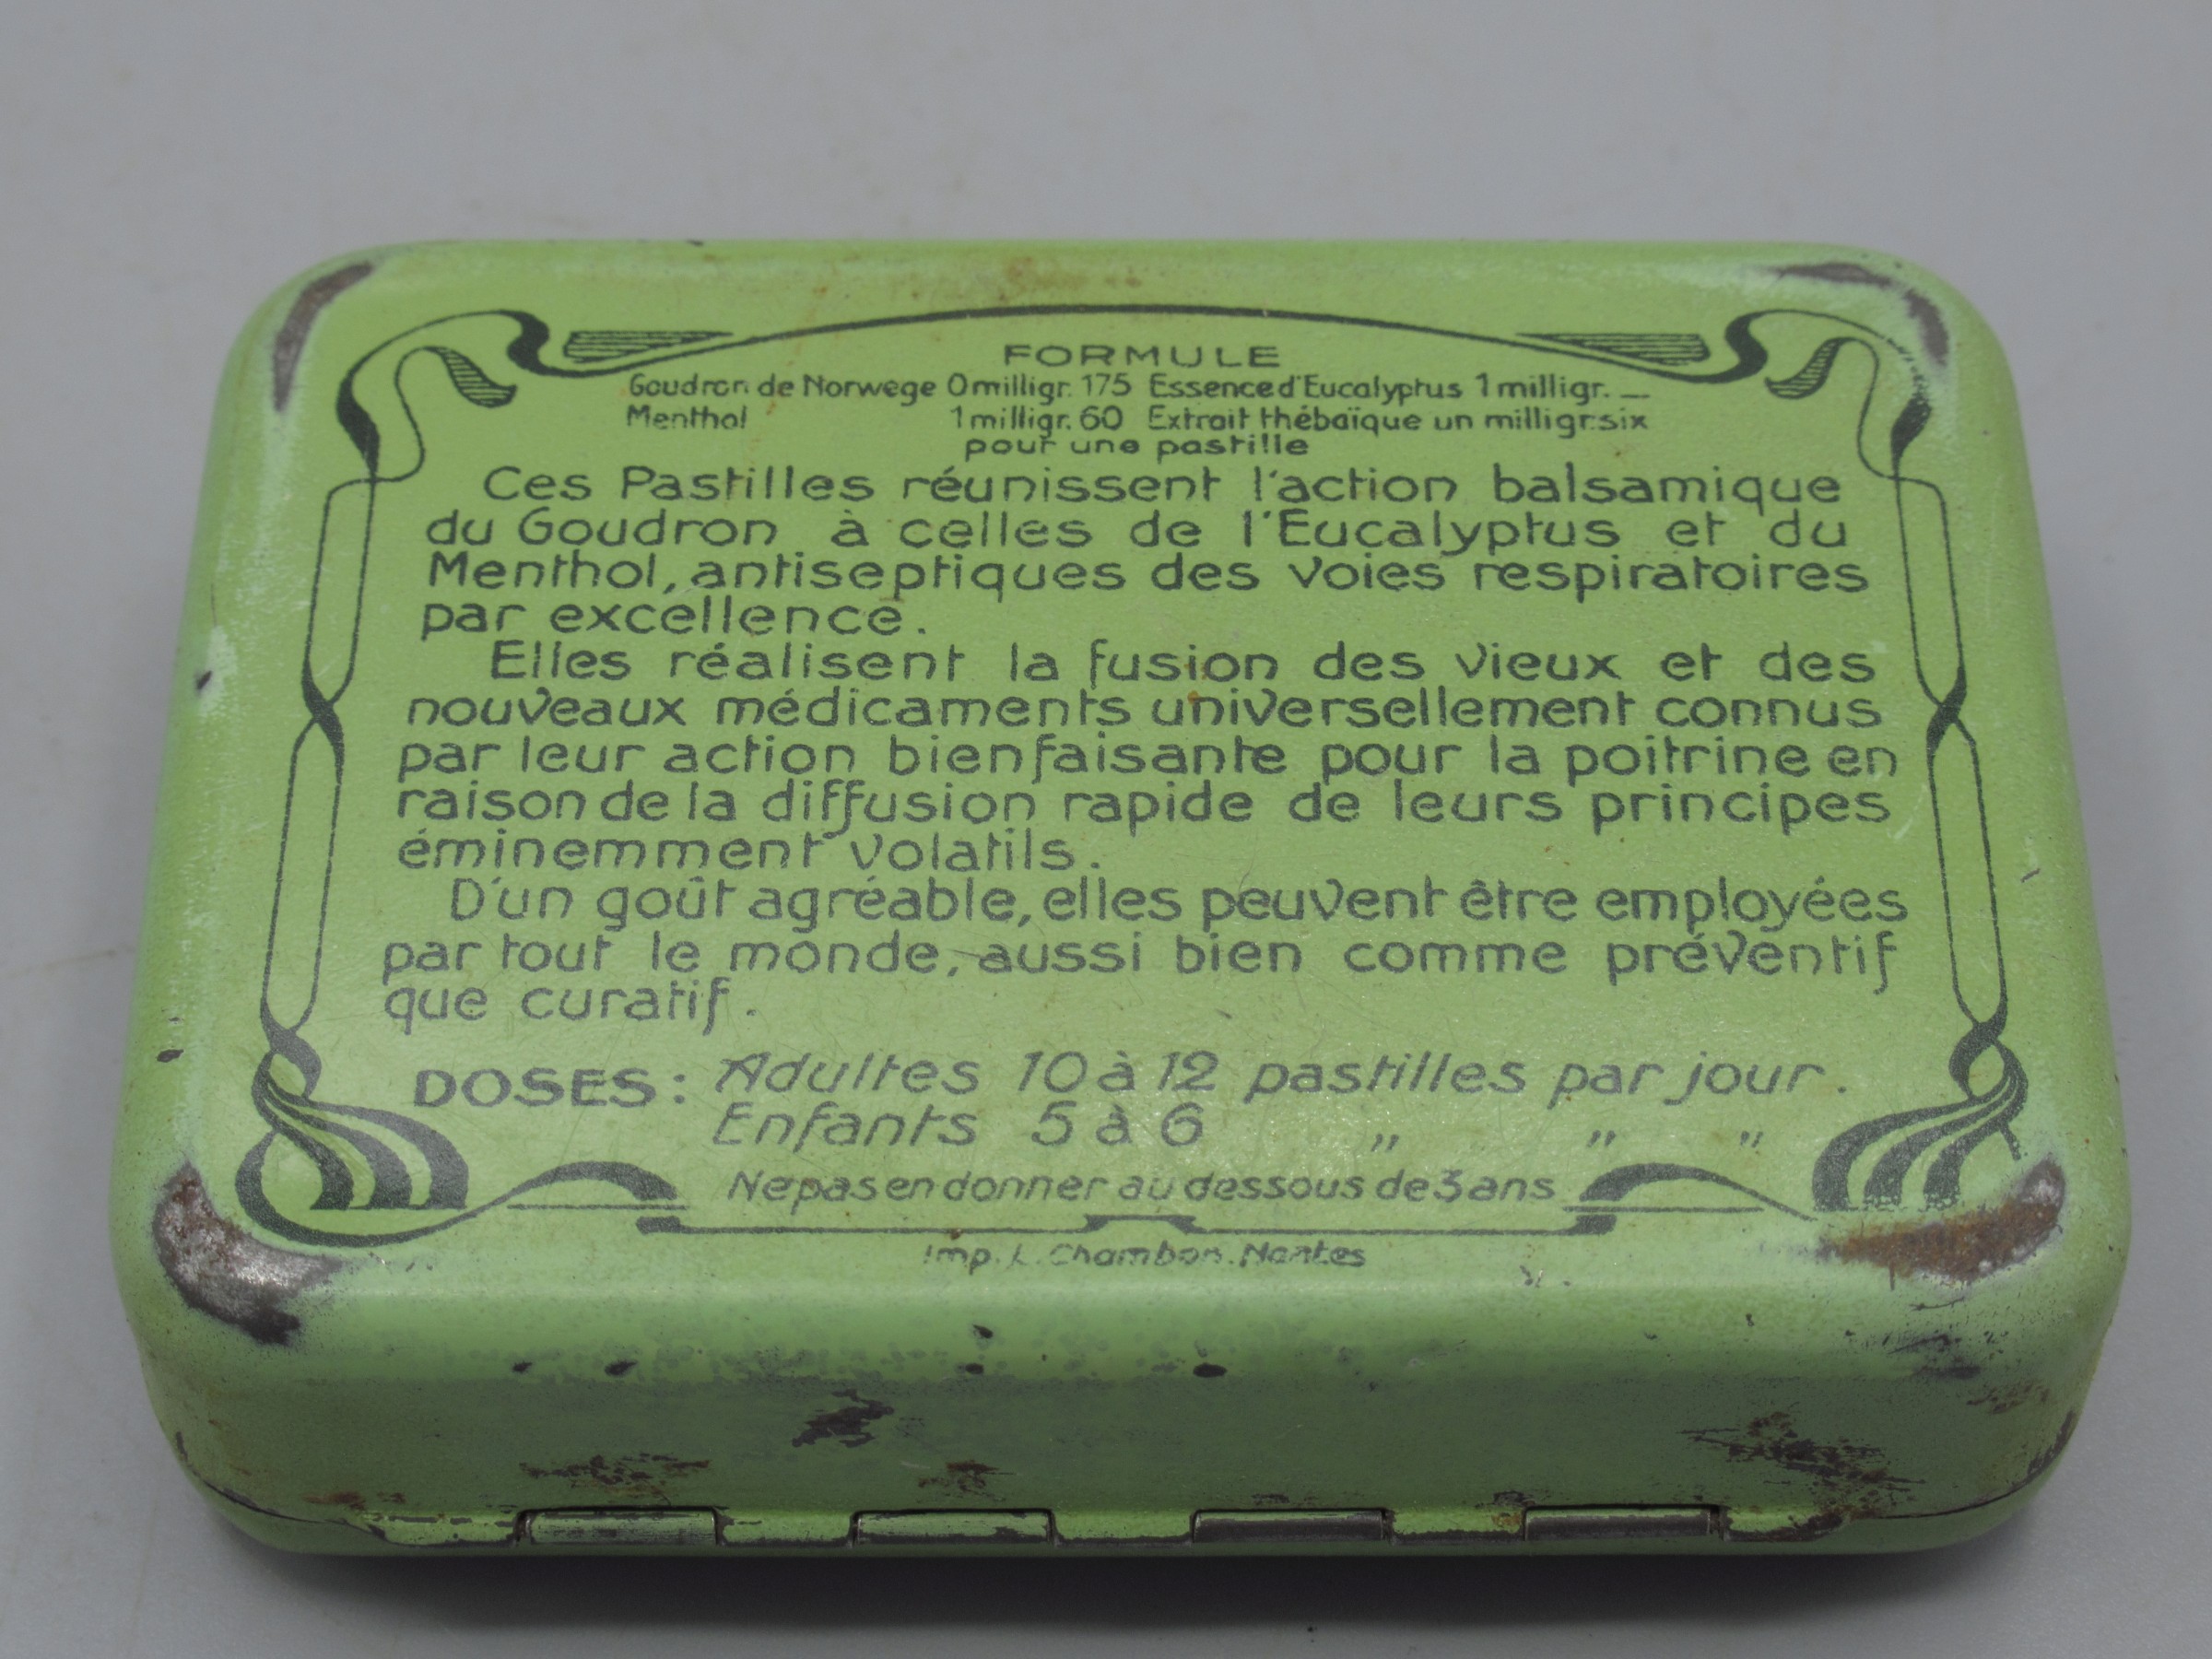 FORMULE
Goudron de Norwege 0milligr. 175 Essence d'Eucalyptus 1 milligr. —
Menthol 1 milligr. 60 Extrait thébaïque un milligr.six
pour une pastille
Ces Pastilles réunissent l'action balsamique
du Goudron à celles de l'Eucalyptus et du
Menthol, antiseptiques des voies respiratoires
par excellence.
Elles réalisent la fusion des vieux et des
nouveaux médicaments universellement connus
par leur action bienfaisante pour la poitrine en
raison de la diffusion rapide de leurs principes
éminemment volatils.
D'un goût agréable, elles peuvent être employées
par tout le monde, aussi bien comme préventif
que curatif.
DOSES: Adultes 10 à 12 pastilles par jour.
Enfants 5 à 6 " " "
Ne pas en donner au dessous de 3 ans
Imp. L. Chambon. Nantes